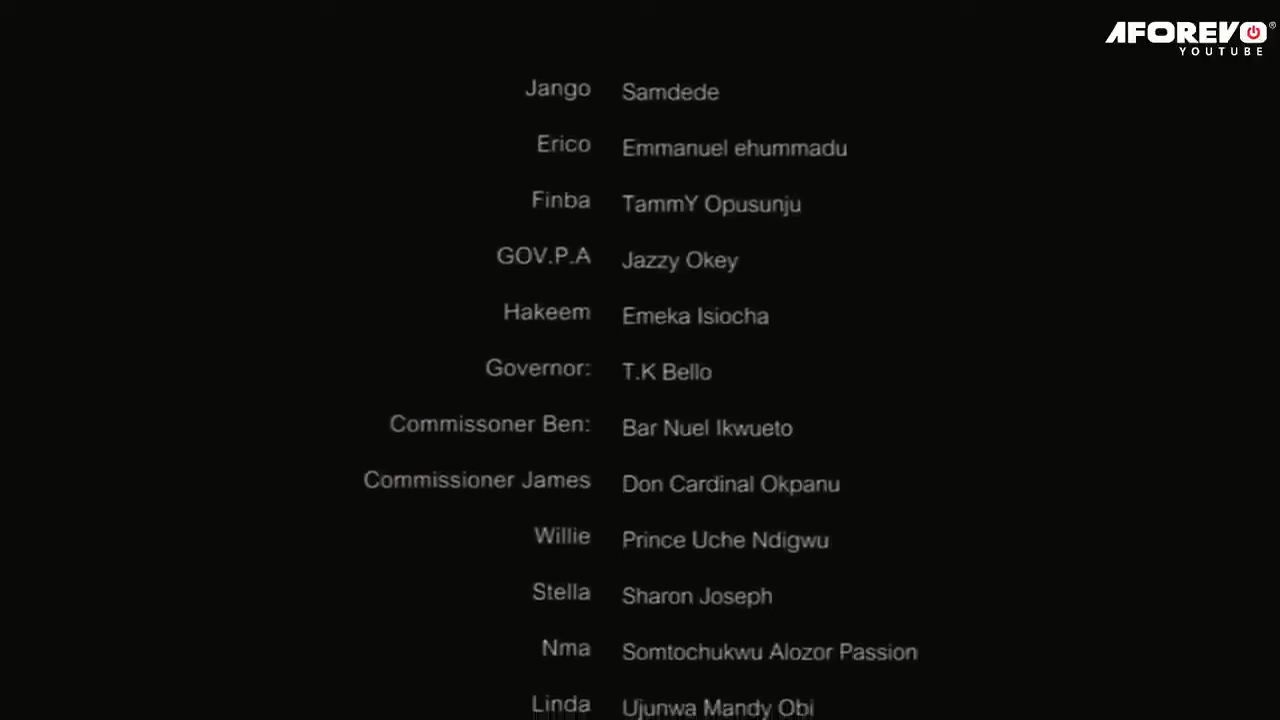 AFOREVO®
YOUTUBE
Jango Samdede
Erico Emmanuel ehummadu
Finba TammY Opusunju
GOV.P.A Jazzy Okey
Hakeem Emeka Isiocha
Governor: T.K Bello
Commissoner Ben: Bar Nuel Ikwueto
Commissioner James Don Cardinal Okpanu
Willie Prince Uche Ndigwu
Stella Sharon Joseph
Nma Somtochukwu Alozor Passion
Linda Ujunwa Mandy Obi